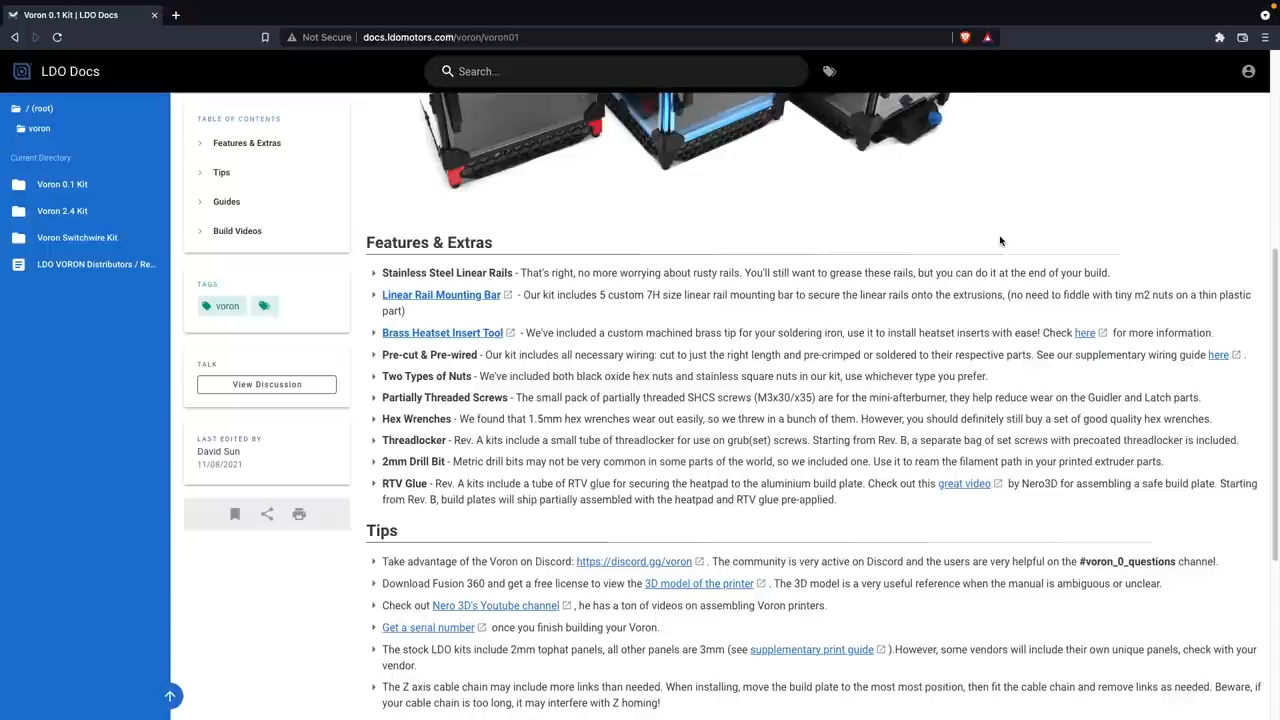 Voron 0.1 Kit | LDO Docs
Not Secure docs.ldomotors.com/voron/voron01
LDO Docs
Search...
/ (root)
voron
Current Directory
Voron 0.1 Kit
Voron 2.4 Kit
Voron Switchwire Kit
LDO VORON Distributors / Re...
TABLE OF CONTENTS
Features & Extras
Tips
Guides
Build Videos
TAGS
voron
TALK
View Discussion
LAST EDITED BY
David Sun
11/08/2021
Features & Extras
Stainless Steel Linear Rails - That's right, no more worrying about rusty rails. You'll still want to grease these rails, but you can do it at the end of your build.
Linear Rail Mounting Bar - Our kit includes 5 custom 7H size linear rail mounting bar to secure the linear rails onto the extrusions, (no need to fiddle with tiny m2 nuts on a thin plastic
part)
Brass Heatset Insert Tool - We've included a custom machined brass tip for your soldering iron, use it to install heatset inserts with ease! Check here for more information.
Pre-cut & Pre-wired - Our kit includes all necessary wiring: cut to just the right length and pre-crimped or soldered to their respective parts. See our supplementary wiring guide here .
Two Types of Nuts - We've included both black oxide hex nuts and stainless square nuts in our kit, use whichever type you prefer.
Partially Threaded Screws - The small pack of partially threaded SHCS screws (M3x30/x35) are for the mini-afterburner, they help reduce wear on the Guidler and Latch parts.
Hex Wrenches - We found that 1.5mm hex wrenches wear out easily, so we threw in a bunch of them. However, you should definitely still buy a set of good quality hex wrenches.
Threadlocker - Rev. A kits include a small tube of threadlocker for use on grub(set) screws. Starting from Rev. B, a separate bag of set screws with precoated threadlocker is included.
2mm Drill Bit - Metric drill bits may not be very common in some parts of the world, so we included one. Use it to ream the filament path in your printed extruder parts.
RTV Glue - Rev. A kits include a tube of RTV glue for securing the heatpad to the aluminium build plate. Check out this great video by Nero3D for assembling a safe build plate. Starting
from Rev. B, build plates will ship partially assembled with the heatpad and RTV glue pre-applied.
Tips
Take advantage of the Voron on Discord: https://discord.gg/voron . The community is very active on Discord and the users are very helpful on the #voron_0_questions channel.
Download Fusion 360 and get a free license to view the 3D model of the printer . The 3D model is a very useful reference when the manual is ambiguous or unclear.
Check out Nero 3D's Youtube channel , he has a ton of videos on assembling Voron printers.
Get a serial number once you finish building your Voron.
The stock LDO kits include 2mm tophat panels, all other panels are 3mm (see supplementary print guide ).However, some vendors will include their own unique panels, check with your
vendor.
The Z axis cable chain may include more links than needed. When installing, move the build plate to the most most position, then fit the cable chain and remove links as needed. Beware, if
your cable chain is too long, it may interfere with Z homing!